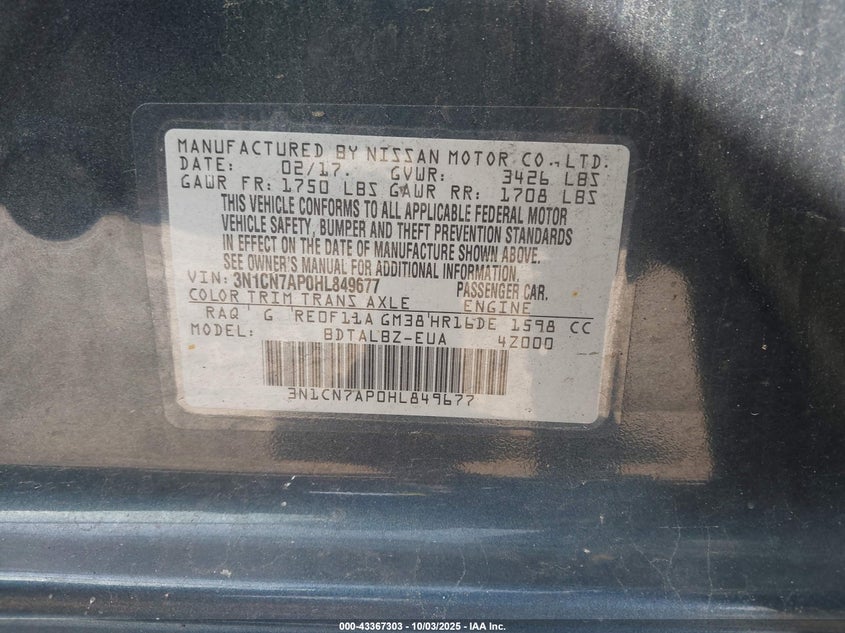 MANUFACTURED BY NISSAN MOTOR CO., LTD.
DATE: 02/17. GVWR: 3426 LBS
GAWR FR: 1750 LBS GAWR RR: 1708 LBS
THIS VEHICLE CONFORMS TO ALL APPLICABLE FEDERAL MOTOR
VEHICLE SAFETY, BUMPER AND THEFT PREVENTION STANDARDS
IN EFFECT ON THE DATE OF MANUFACTURE SHOWN ABOVE.
SEE OWNER'S MANUAL FOR ADDITIONAL INFORMATION.
VIN: 3N1CN7AP0HL849677 PASSENGER CAR.
COLOR TRIM TRANS AXLE ENGINE
RAQ G RE0F11A GM38 HR16DE 1598 CC
MODEL: BDTALBZ-EUA 4Z000
3N1CN7AP0HL849677
000-43367303 - 10/03/2025 - IAA Inc.